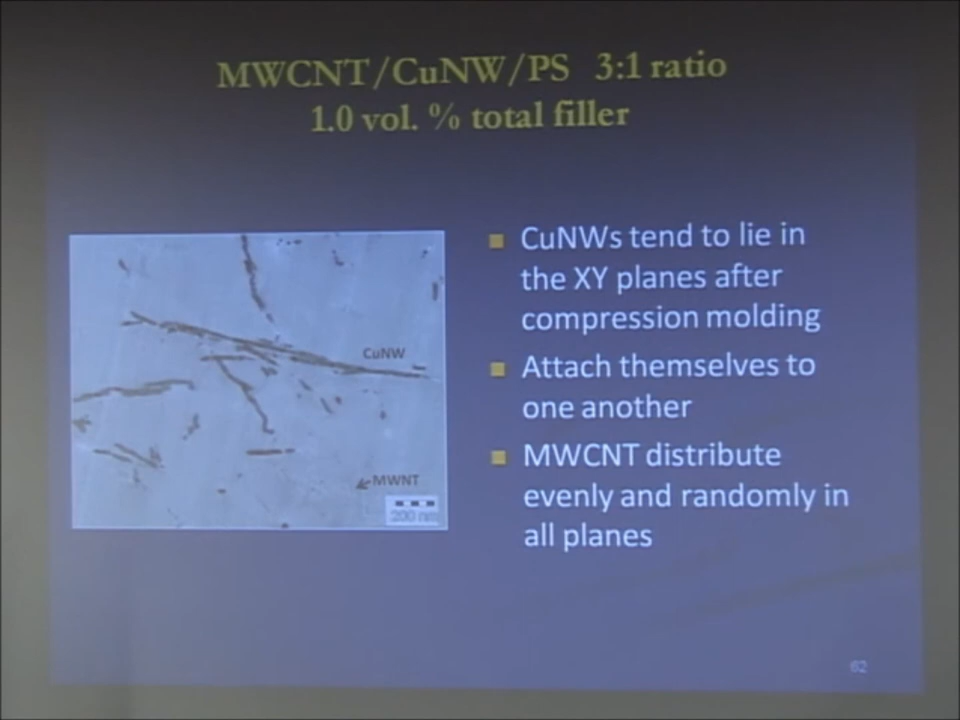 MWCNT/CuNW/PS 3:1 ratio
1.0 vol. % total filler
CuNWs tend to lie in
the XY planes after
compression molding
Attach themselves to
one another
MWCNT distribute
evenly and randomly in
all planes
CuNW
MWNT
200 nm
62